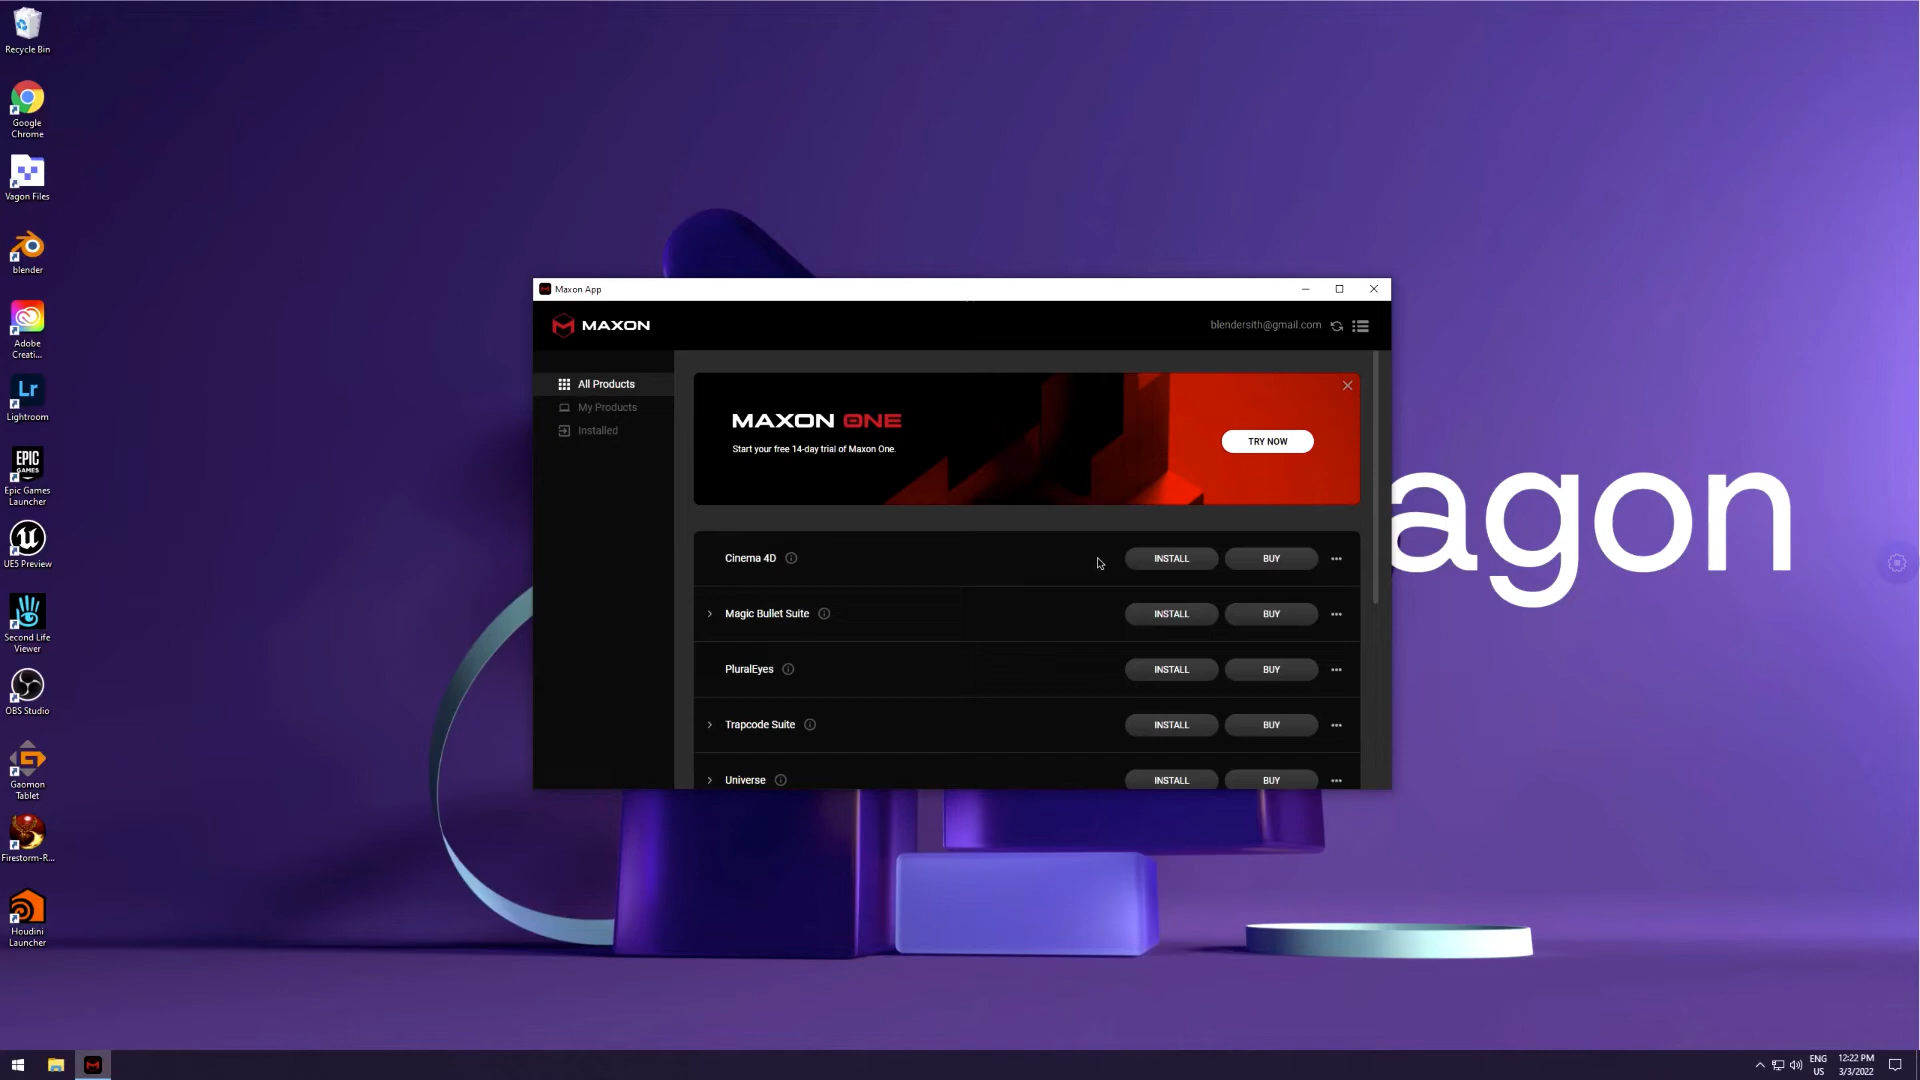 Recycle Bin
Google
Chrome
Vagon Files
blender
Adobe
Creati...
Lr
Lightroom
EPIC
GAMES
Epic Games
Launcher
UE5 Preview
Second Life
Viewer
OBS Studio
Gaomon
Tablet
Firestorm-R...
Houdini
Launcher
Maxon App
MAXON
blendersith@gmail.com
All Products
My Products
Installed
MAXON ONE
Start your free 14-day trial of Maxon One.
TRY NOW
Cinema 4D
INSTALL
BUY
Magic Bullet Suite
INSTALL
BUY
PluralEyes
INSTALL
BUY
Trapcode Suite
INSTALL
BUY
Universe
INSTALL
BUY
agon
ENG
US
12:22 PM
3/3/2022